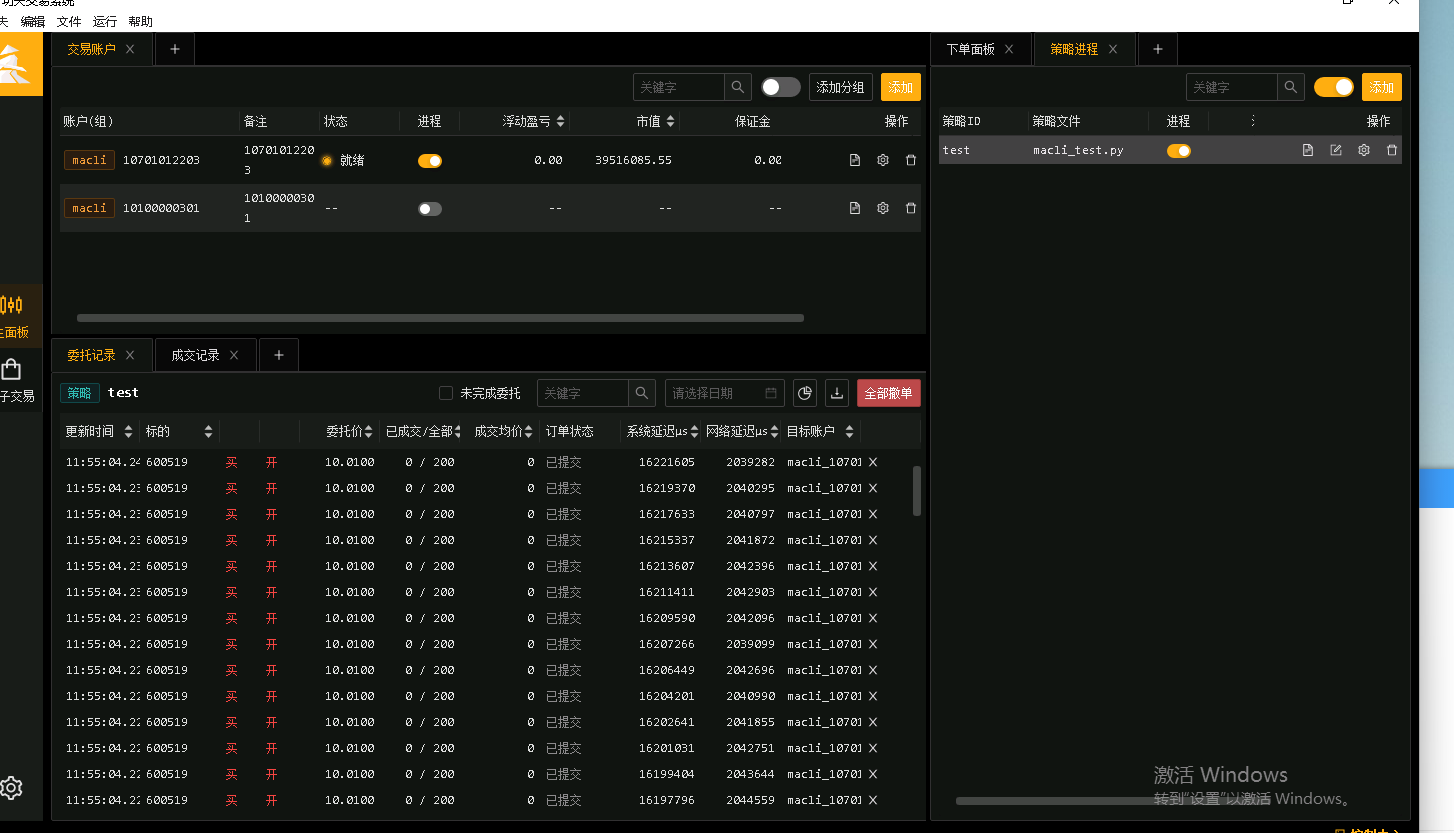 功夫交易系统
夫 编辑 文件 运行 帮助
交易账户 × + 下单面板 × 策略进程 × +
关键字 添加分组 添加 关键字 添加
账户(组) 备注 状态 进程 浮动盈亏 市值 保证金 操作 策略ID 策略文件 进程 操作
macli 10701012203 10701012203 就绪 0.00 39516085.55 0.00 test macli_test.py
macli 10100000301 10100000301 -- -- -- --
主面板
子交易
委托记录 × 成交记录 × +
策略 test 未完成委托 关键字 请选择日期 全部撤单
更新时间 标的 委托价 已成交/全部 成交均价 订单状态 系统延迟μs 网络延迟μs 目标账户
11:55:04.24 600519 买 开 10.0100 0 / 200 0 已提交 16221605 2039282 macli_10701 X
11:55:04.23 600519 买 开 10.0100 0 / 200 0 已提交 16219370 2040295 macli_10701 X
11:55:04.23 600519 买 开 10.0100 0 / 200 0 已提交 16217633 2040797 macli_10701 X
11:55:04.23 600519 买 开 10.0100 0 / 200 0 已提交 16215337 2041872 macli_10701 X
11:55:04.23 600519 买 开 10.0100 0 / 200 0 已提交 16213607 2042396 macli_10701 X
11:55:04.23 600519 买 开 10.0100 0 / 200 0 已提交 16211411 2042903 macli_10701 X
11:55:04.23 600519 买 开 10.0100 0 / 200 0 已提交 16209590 2042096 macli_10701 X
11:55:04.22 600519 买 开 10.0100 0 / 200 0 已提交 16207266 2039099 macli_10701 X
11:55:04.22 600519 买 开 10.0100 0 / 200 0 已提交 16206449 2042696 macli_10701 X
11:55:04.22 600519 买 开 10.0100 0 / 200 0 已提交 16204201 2040990 macli_10701 X
11:55:04.22 600519 买 开 10.0100 0 / 200 0 已提交 16202641 2041855 macli_10701 X
11:55:04.22 600519 买 开 10.0100 0 / 200 0 已提交 16201031 2042751 macli_10701 X
11:55:04.22 600519 买 开 10.0100 0 / 200 0 已提交 16199404 2043644 macli_10701 X
11:55:04.22 600519 买 开 10.0100 0 / 200 0 已提交 16197796 2044559 macli_10701 X
激活 Windows
转到"设置"以激活 Windows。